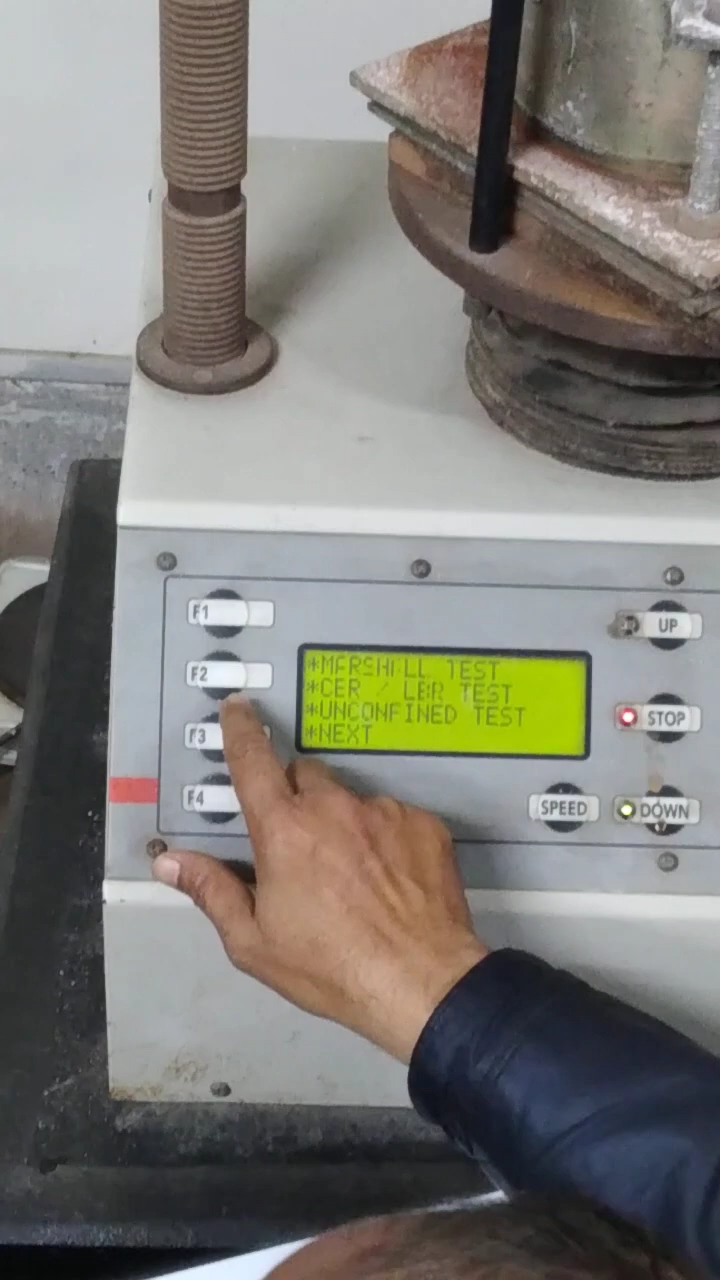 F1
F2
F3
F4
*MARSHALL TEST
*CBR / LBR TEST
*UNCONFINED TEST
*NEXT
UP
STOP
SPEED
DOWN